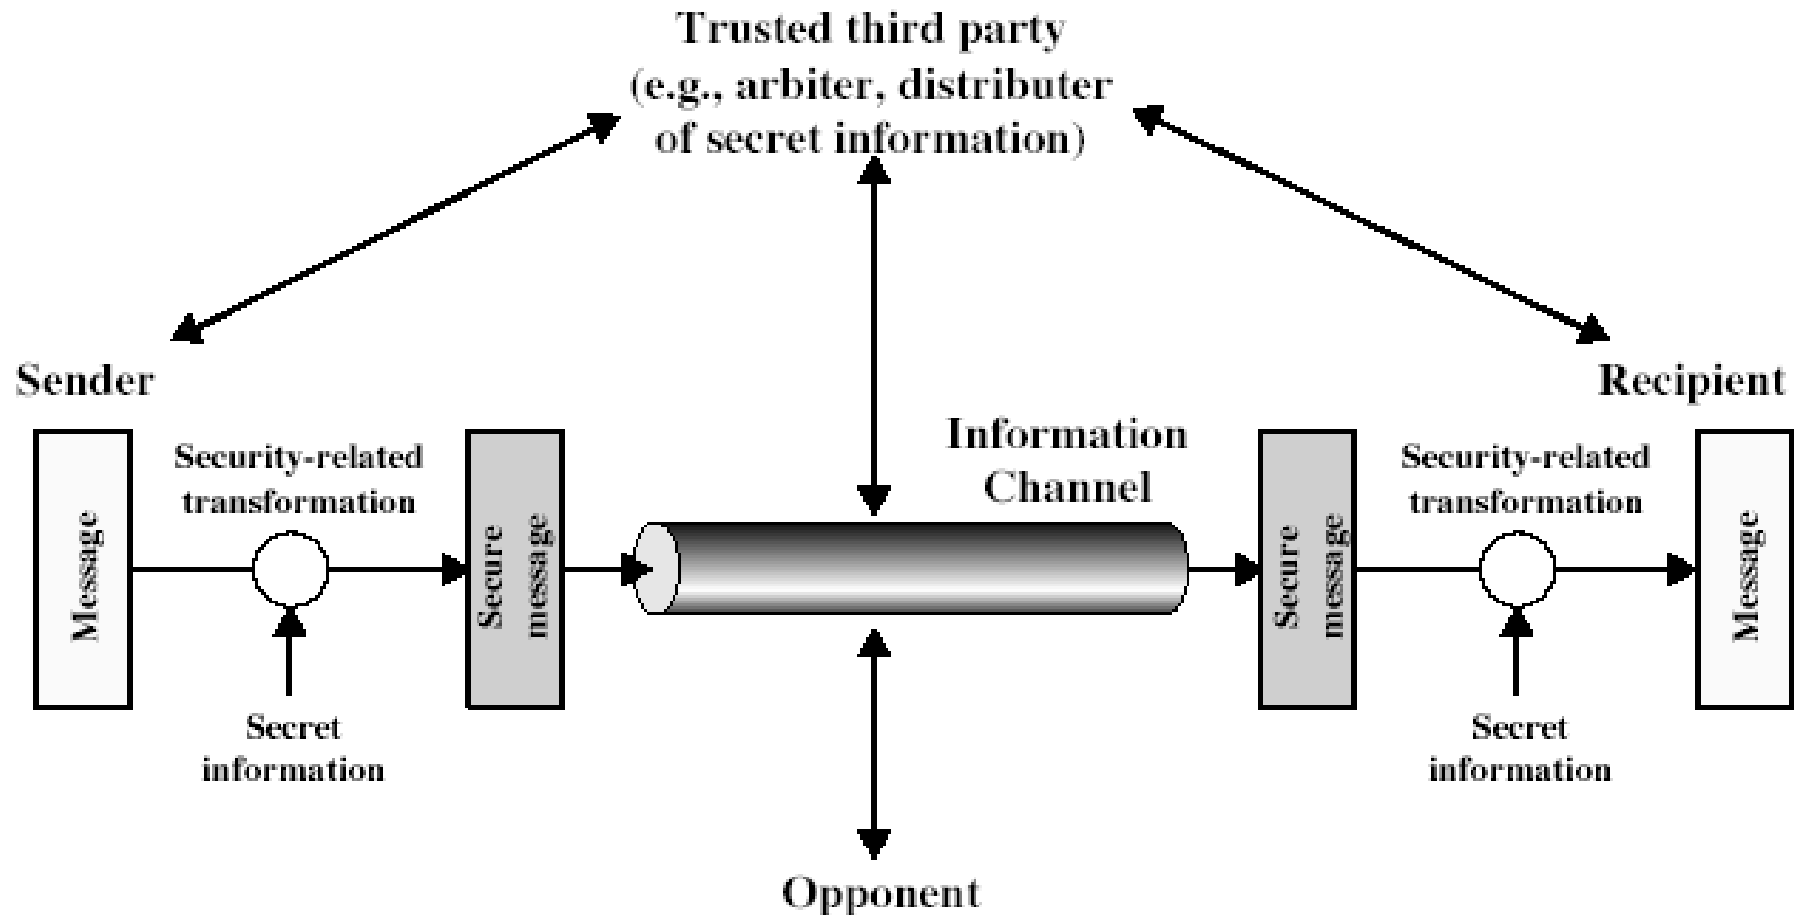 Trusted third party
(e.g., arbiter, distributer
of secret information)
Sender
Recipient
Information
Channel
Security-related
transformation
Security-related
transformation
Message
Secure
message
Secure
message
Message
Secret
information
Secret
information
Opponent